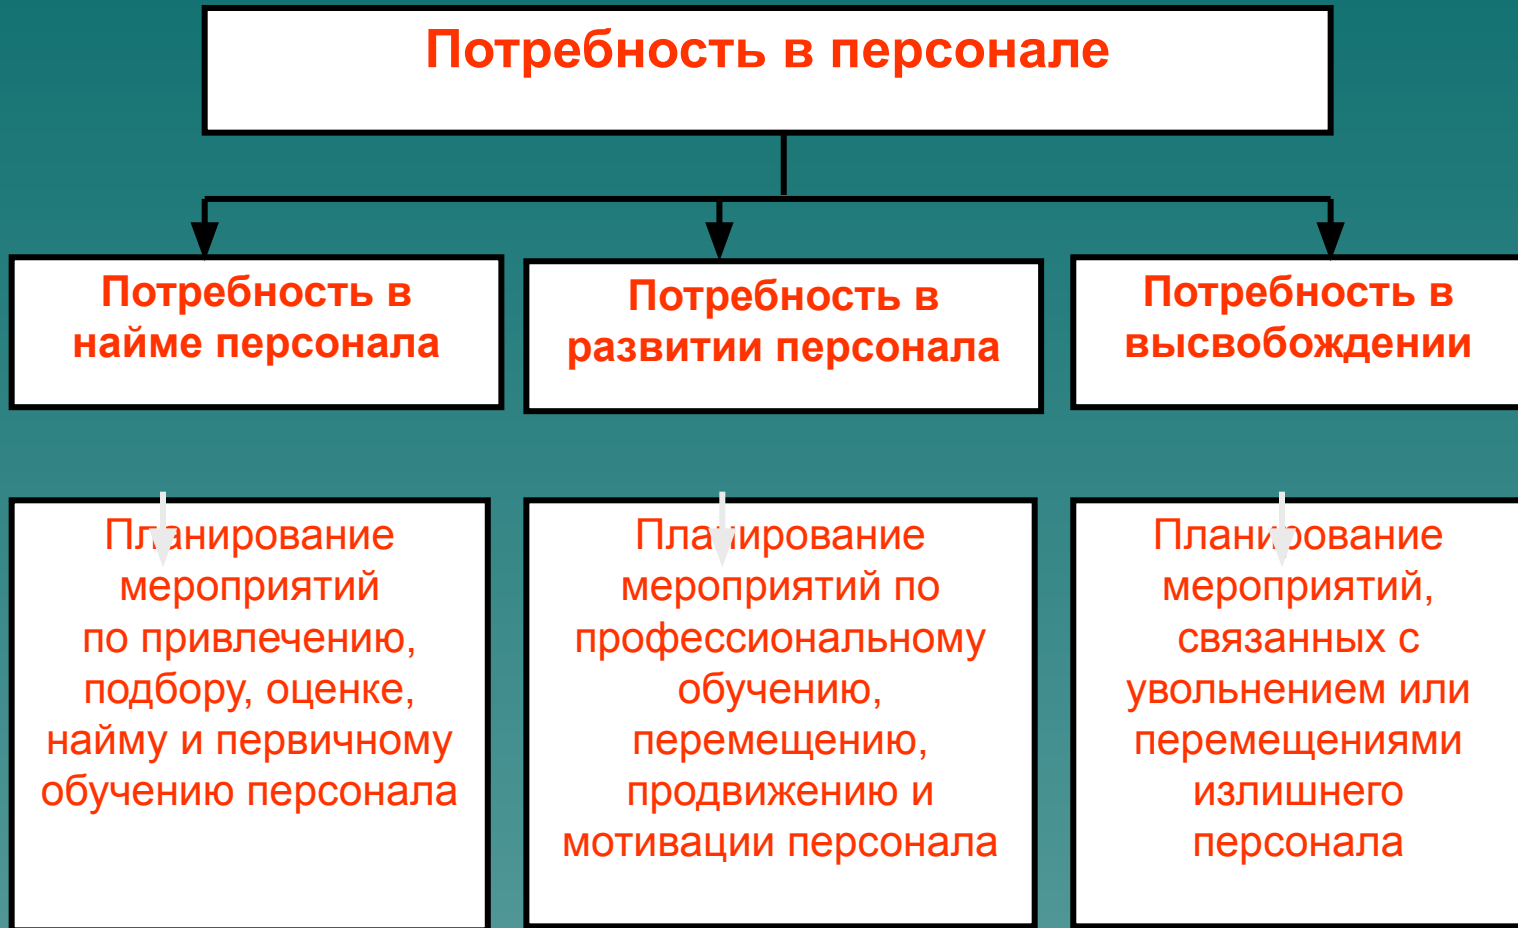 Потребность в персонале
Потребность в
найме персонала
Потребность в
развитии персонала
Потребность в
высвобождении
Планирование
мероприятий
по привлечению,
подбору, оценке,
найму и первичному
обучению персонала
Планирование
мероприятий по
профессиональному
обучению,
перемещению,
продвижению и
мотивации персонала
Планирование
мероприятий,
связанных с
увольнением или
перемещениями
излишнего
персонала